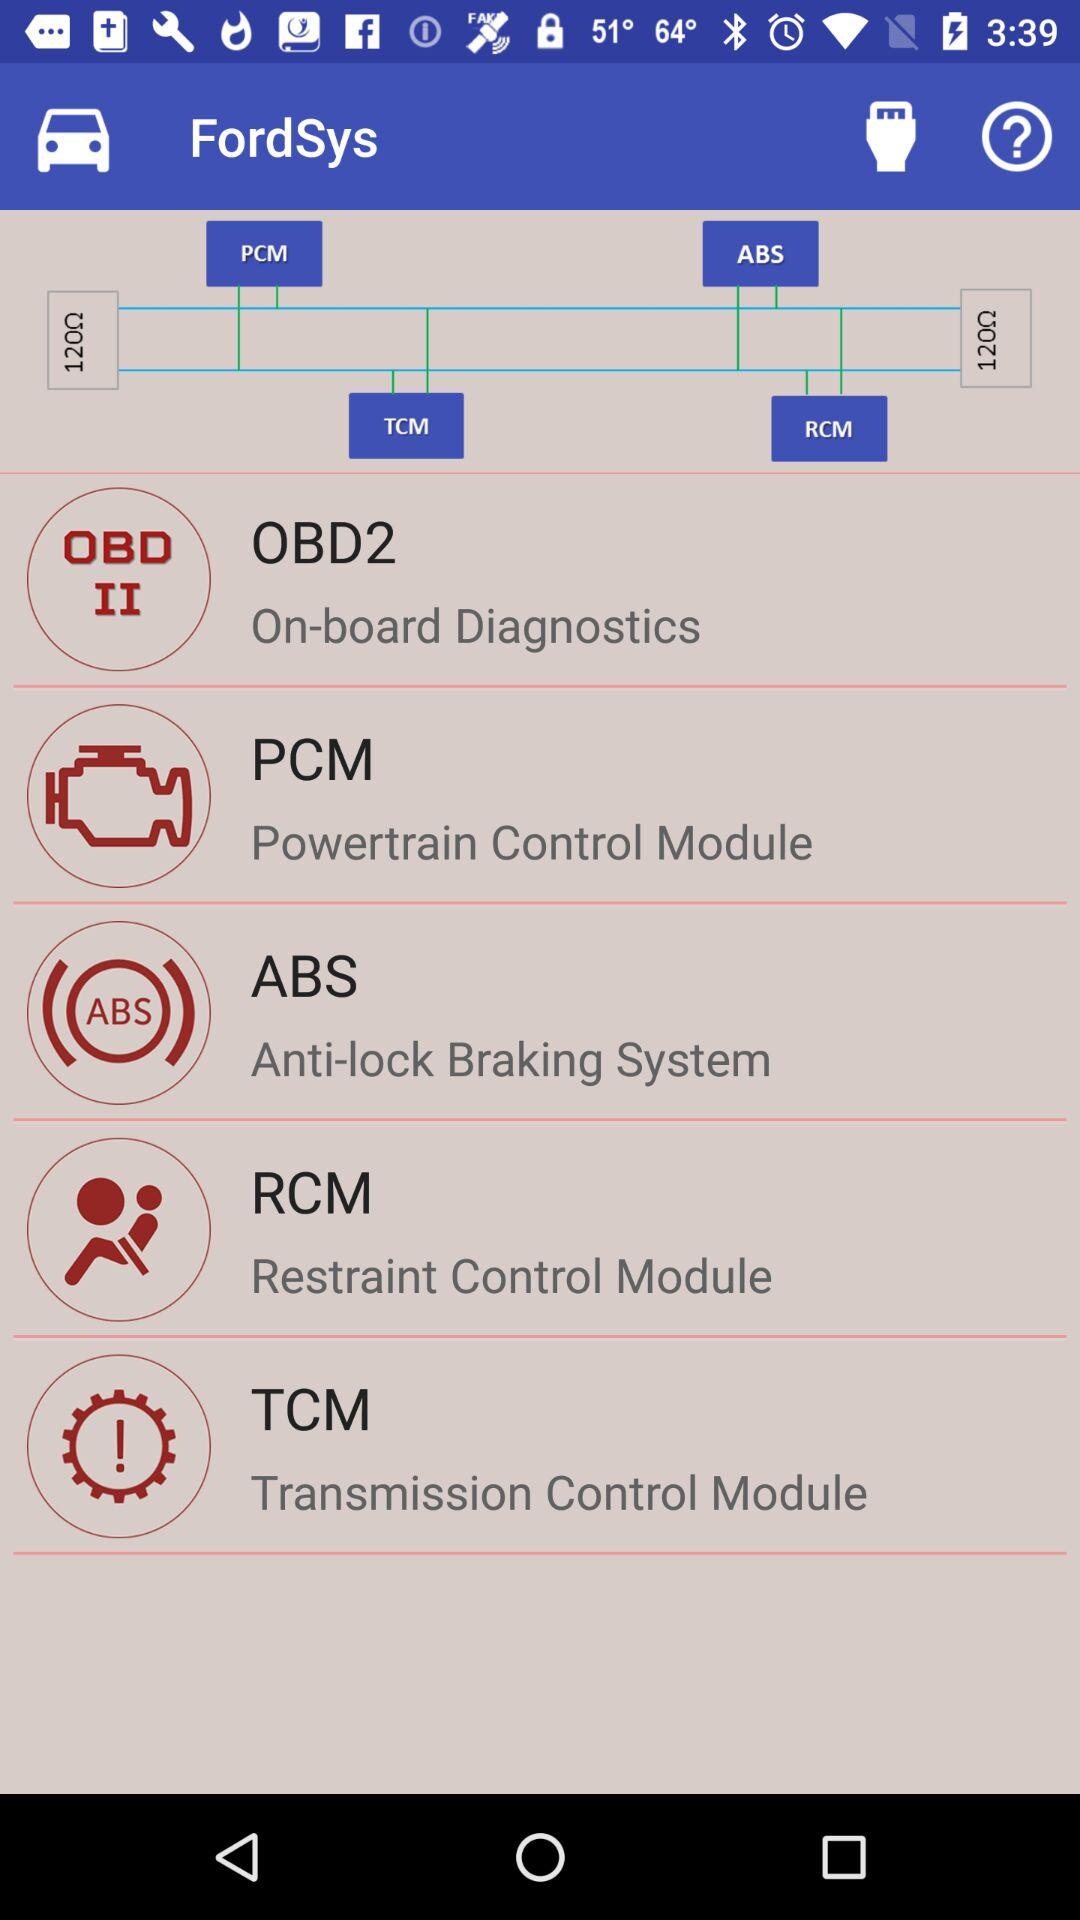 FAKE 51° 64° 3:39
FordSys
PCM ABS
120Ω 120Ω
TCM RCM
OBD II
OBD2
On-board Diagnostics
PCM
Powertrain Control Module
ABS
ABS
Anti-lock Braking System
RCM
Restraint Control Module
TCM
Transmission Control Module